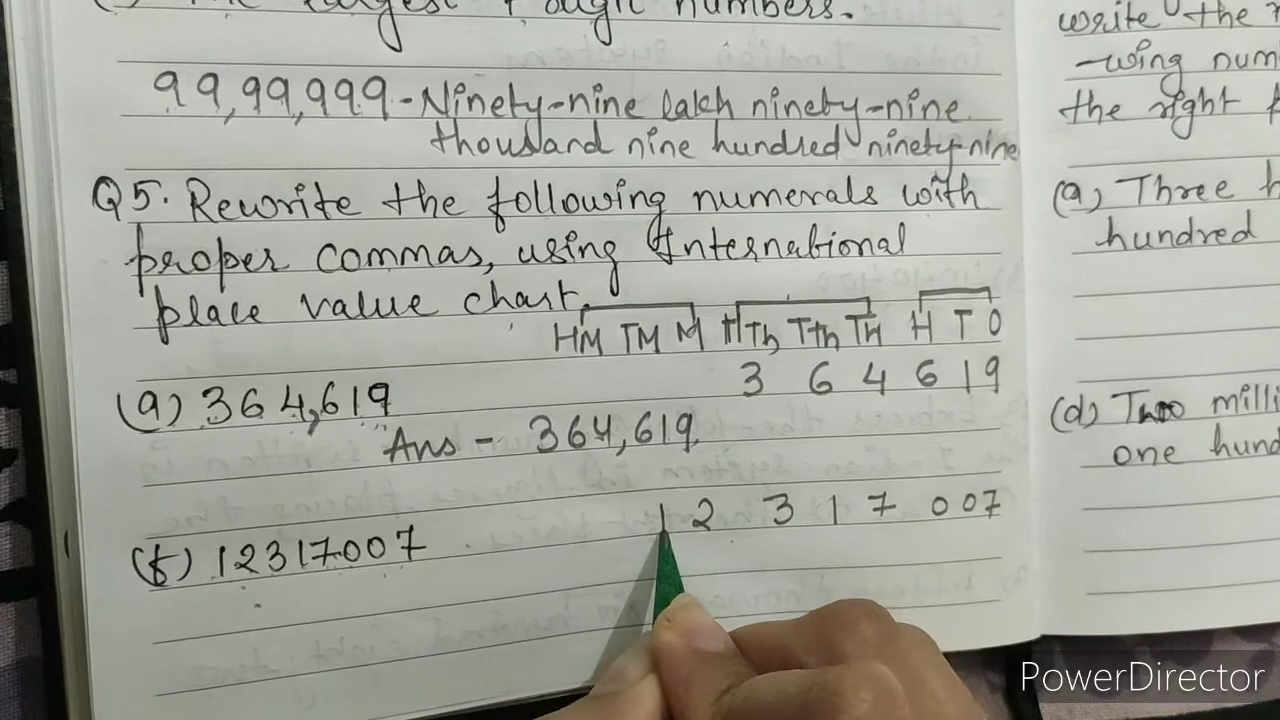 largest digit numbers.
99,99,999 - Ninety-nine lakh ninety-nine
thousand nine hundred ninety-nine
Q5. Rewrite the following numerals with
proper commas, using International
place value chart.
HM TM M HTh TTh Th H T O
3 6 4 6 1 9
(a) 364,619
Ans - 364,619
1 2 3 1 7 0 0 7
(f) 12317007
write the
-wing num
the right
(a) Three h
hundred
(d) Two milli
one hund
PowerDirector